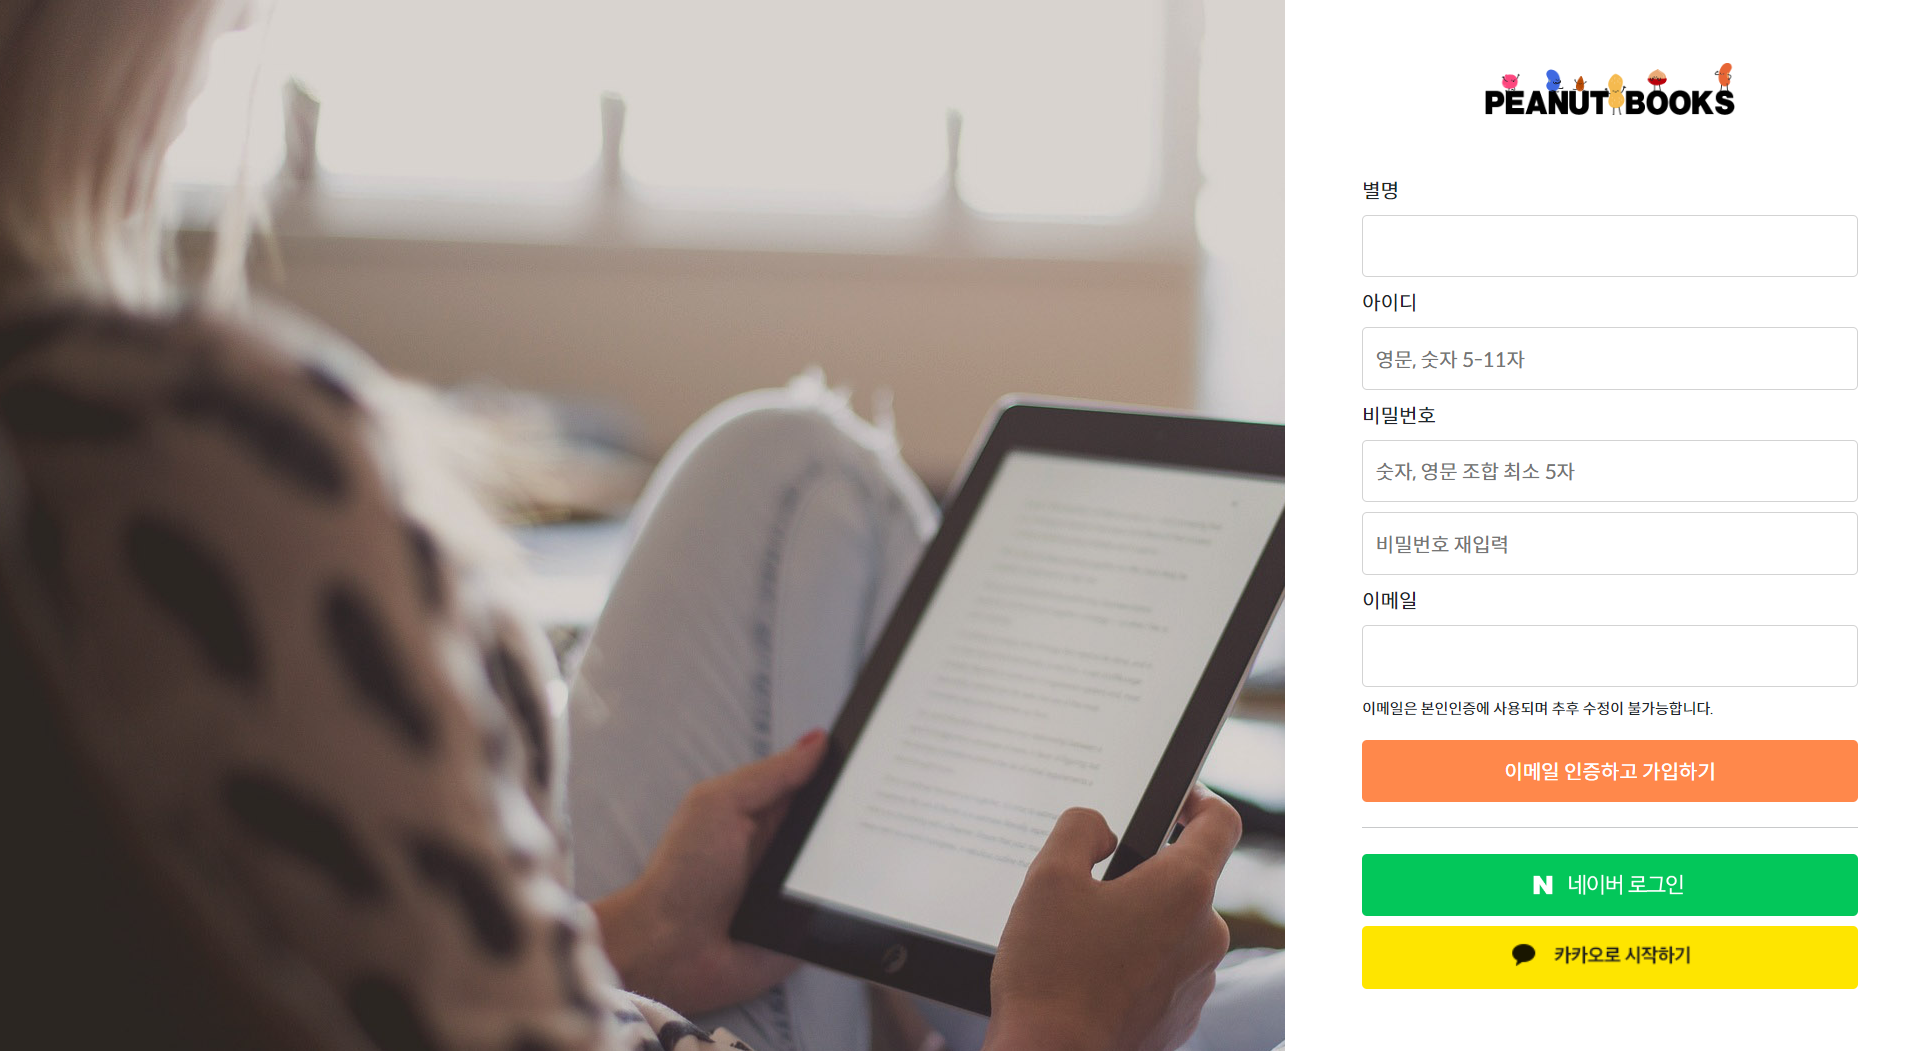 PEANUT BOOKS
별명
아이디
영문, 숫자 5-11자
비밀번호
숫자, 영문 조합 최소 5자
비밀번호 재입력
이메일
이메일은 본인인증에 사용되며 추후 수정이 불가능합니다.
이메일 인증하고 가입하기
N 네이버 로그인
카카오로 시작하기